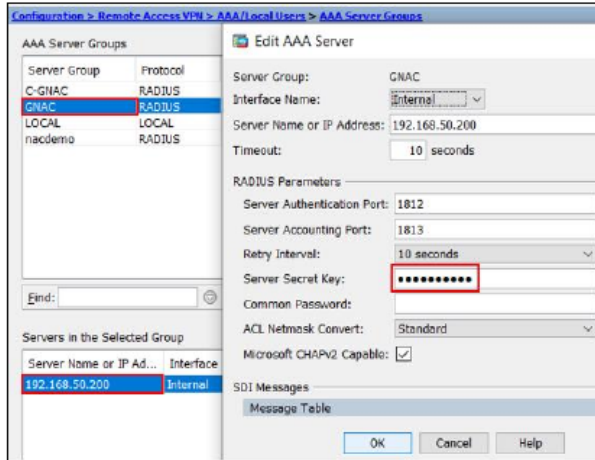 Configuration > Remote Access VPN > AAA/Local Users > AAA Server Groups
AAA Server Groups
Server Group Protocol
C-GNAC RADIUS
GNAC RADIUS
LOCAL LOCAL
nacdemo RADIUS
Find:
Servers in the Selected Group
Server Name or IP Ad... Interface
192.168.50.200 Internal
Edit AAA Server
Server Group: GNAC
Interface Name: Internal
Server Name or IP Address: 192.168.50.200
Timeout: 10 seconds
RADIUS Parameters
Server Authentication Port: 1812
Server Accounting Port: 1813
Retry Interval: 10 seconds
Server Secret Key: ••••••••••
Common Password:
ACL Netmask Convert: Standard
Microsoft CHAPv2 Capable:
SDI Messages
Message Table
OK Cancel Help